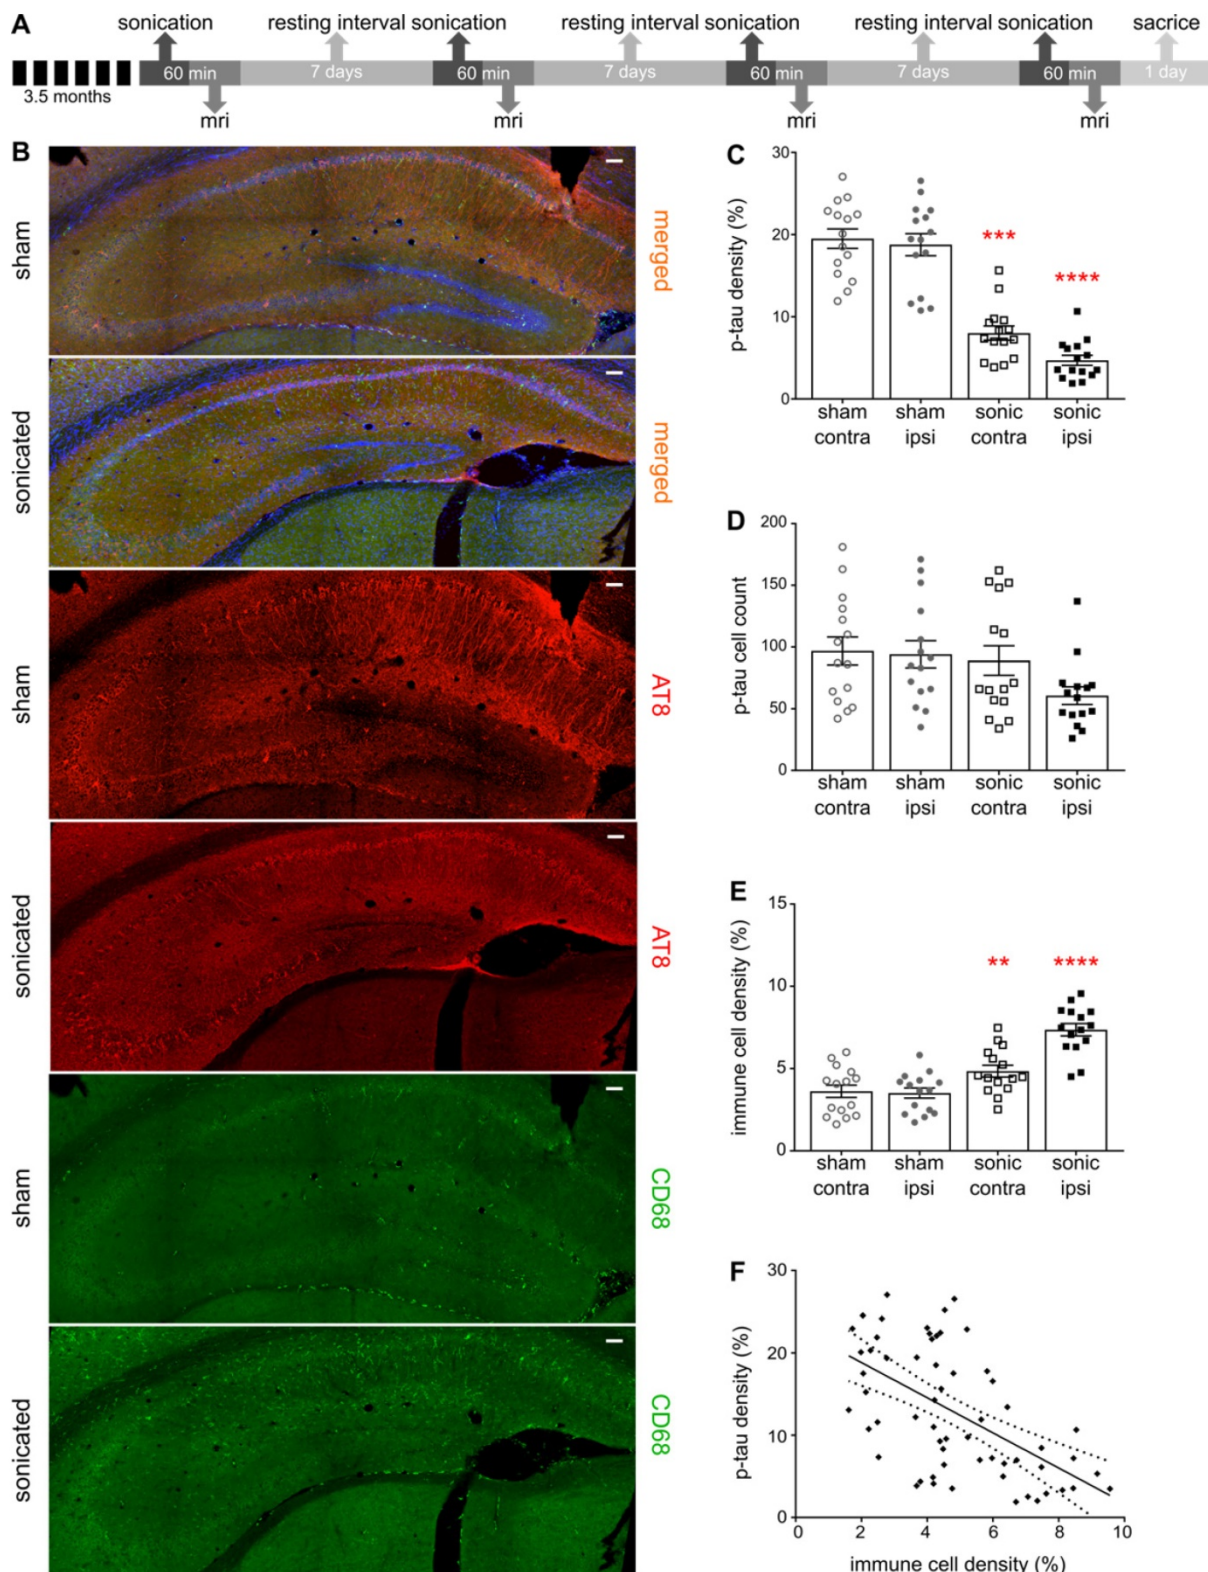 A
sonication resting interval sonication resting interval sonication resting interval sonication sacrice
60 min 7 days 60 min 7 days 60 min 7 days 60 min 1 day
3.5 months
mri mri mri mri
B
sham
merged
sonicated
merged
sham
AT8
sonicated
AT8
sham
CD68
sonicated
CD68
C
p-tau density (%)
30
20
10
0
***
****
sham sham sonic sonic
contra ipsi contra ipsi
D
p-tau cell count
200
150
100
50
0
sham sham sonic sonic
contra ipsi contra ipsi
E
immune cell density (%)
15
10
5
0
**
****
sham sham sonic sonic
contra ipsi contra ipsi
F
p-tau density (%)
30
20
10
0
0 2 4 6 8 10
immune cell density (%)